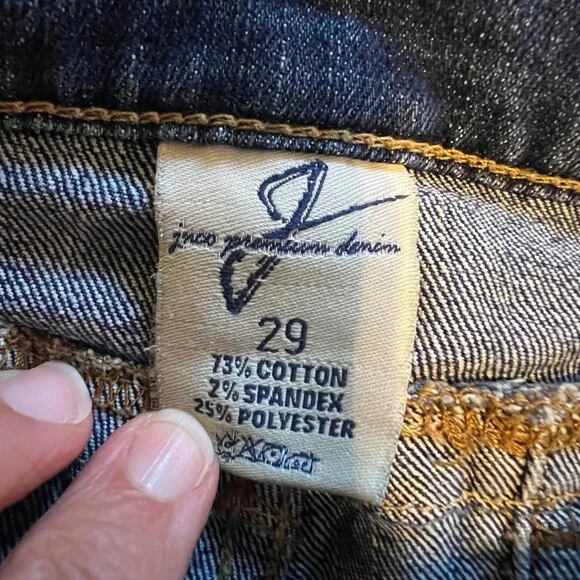 J
jnco premium denim
29
73% COTTON
2% SPANDEX
25% POLYESTER